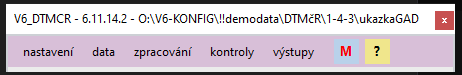 V6_DTMCR - 6.11.14.2 - O:\V6-KONFIG\!!demodata\DTMčR\1-4-3\ukazkaGAD x
nastavení data zpracování kontroly výstupy M ?